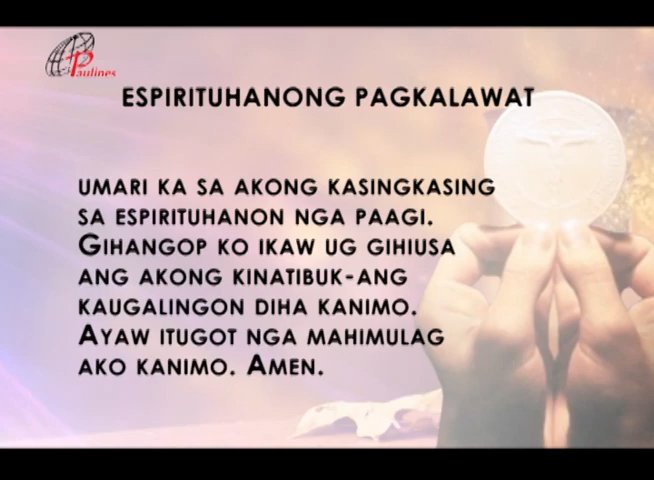 Paulines
ESPIRITUHANONG PAGKALAWAT
UMARI KA SA AKONG KASINGKASING
SA ESPIRITUHANON NGA PAAGI.
GIHANGOP KO IKAW UG GIHIUSA
ANG AKONG KINATIBUK-ANG
KAUGALINGON DIHA KANIMO.
AYAW ITUGOT NGA MAHIMULAG
AKO KANIMO. AMEN.